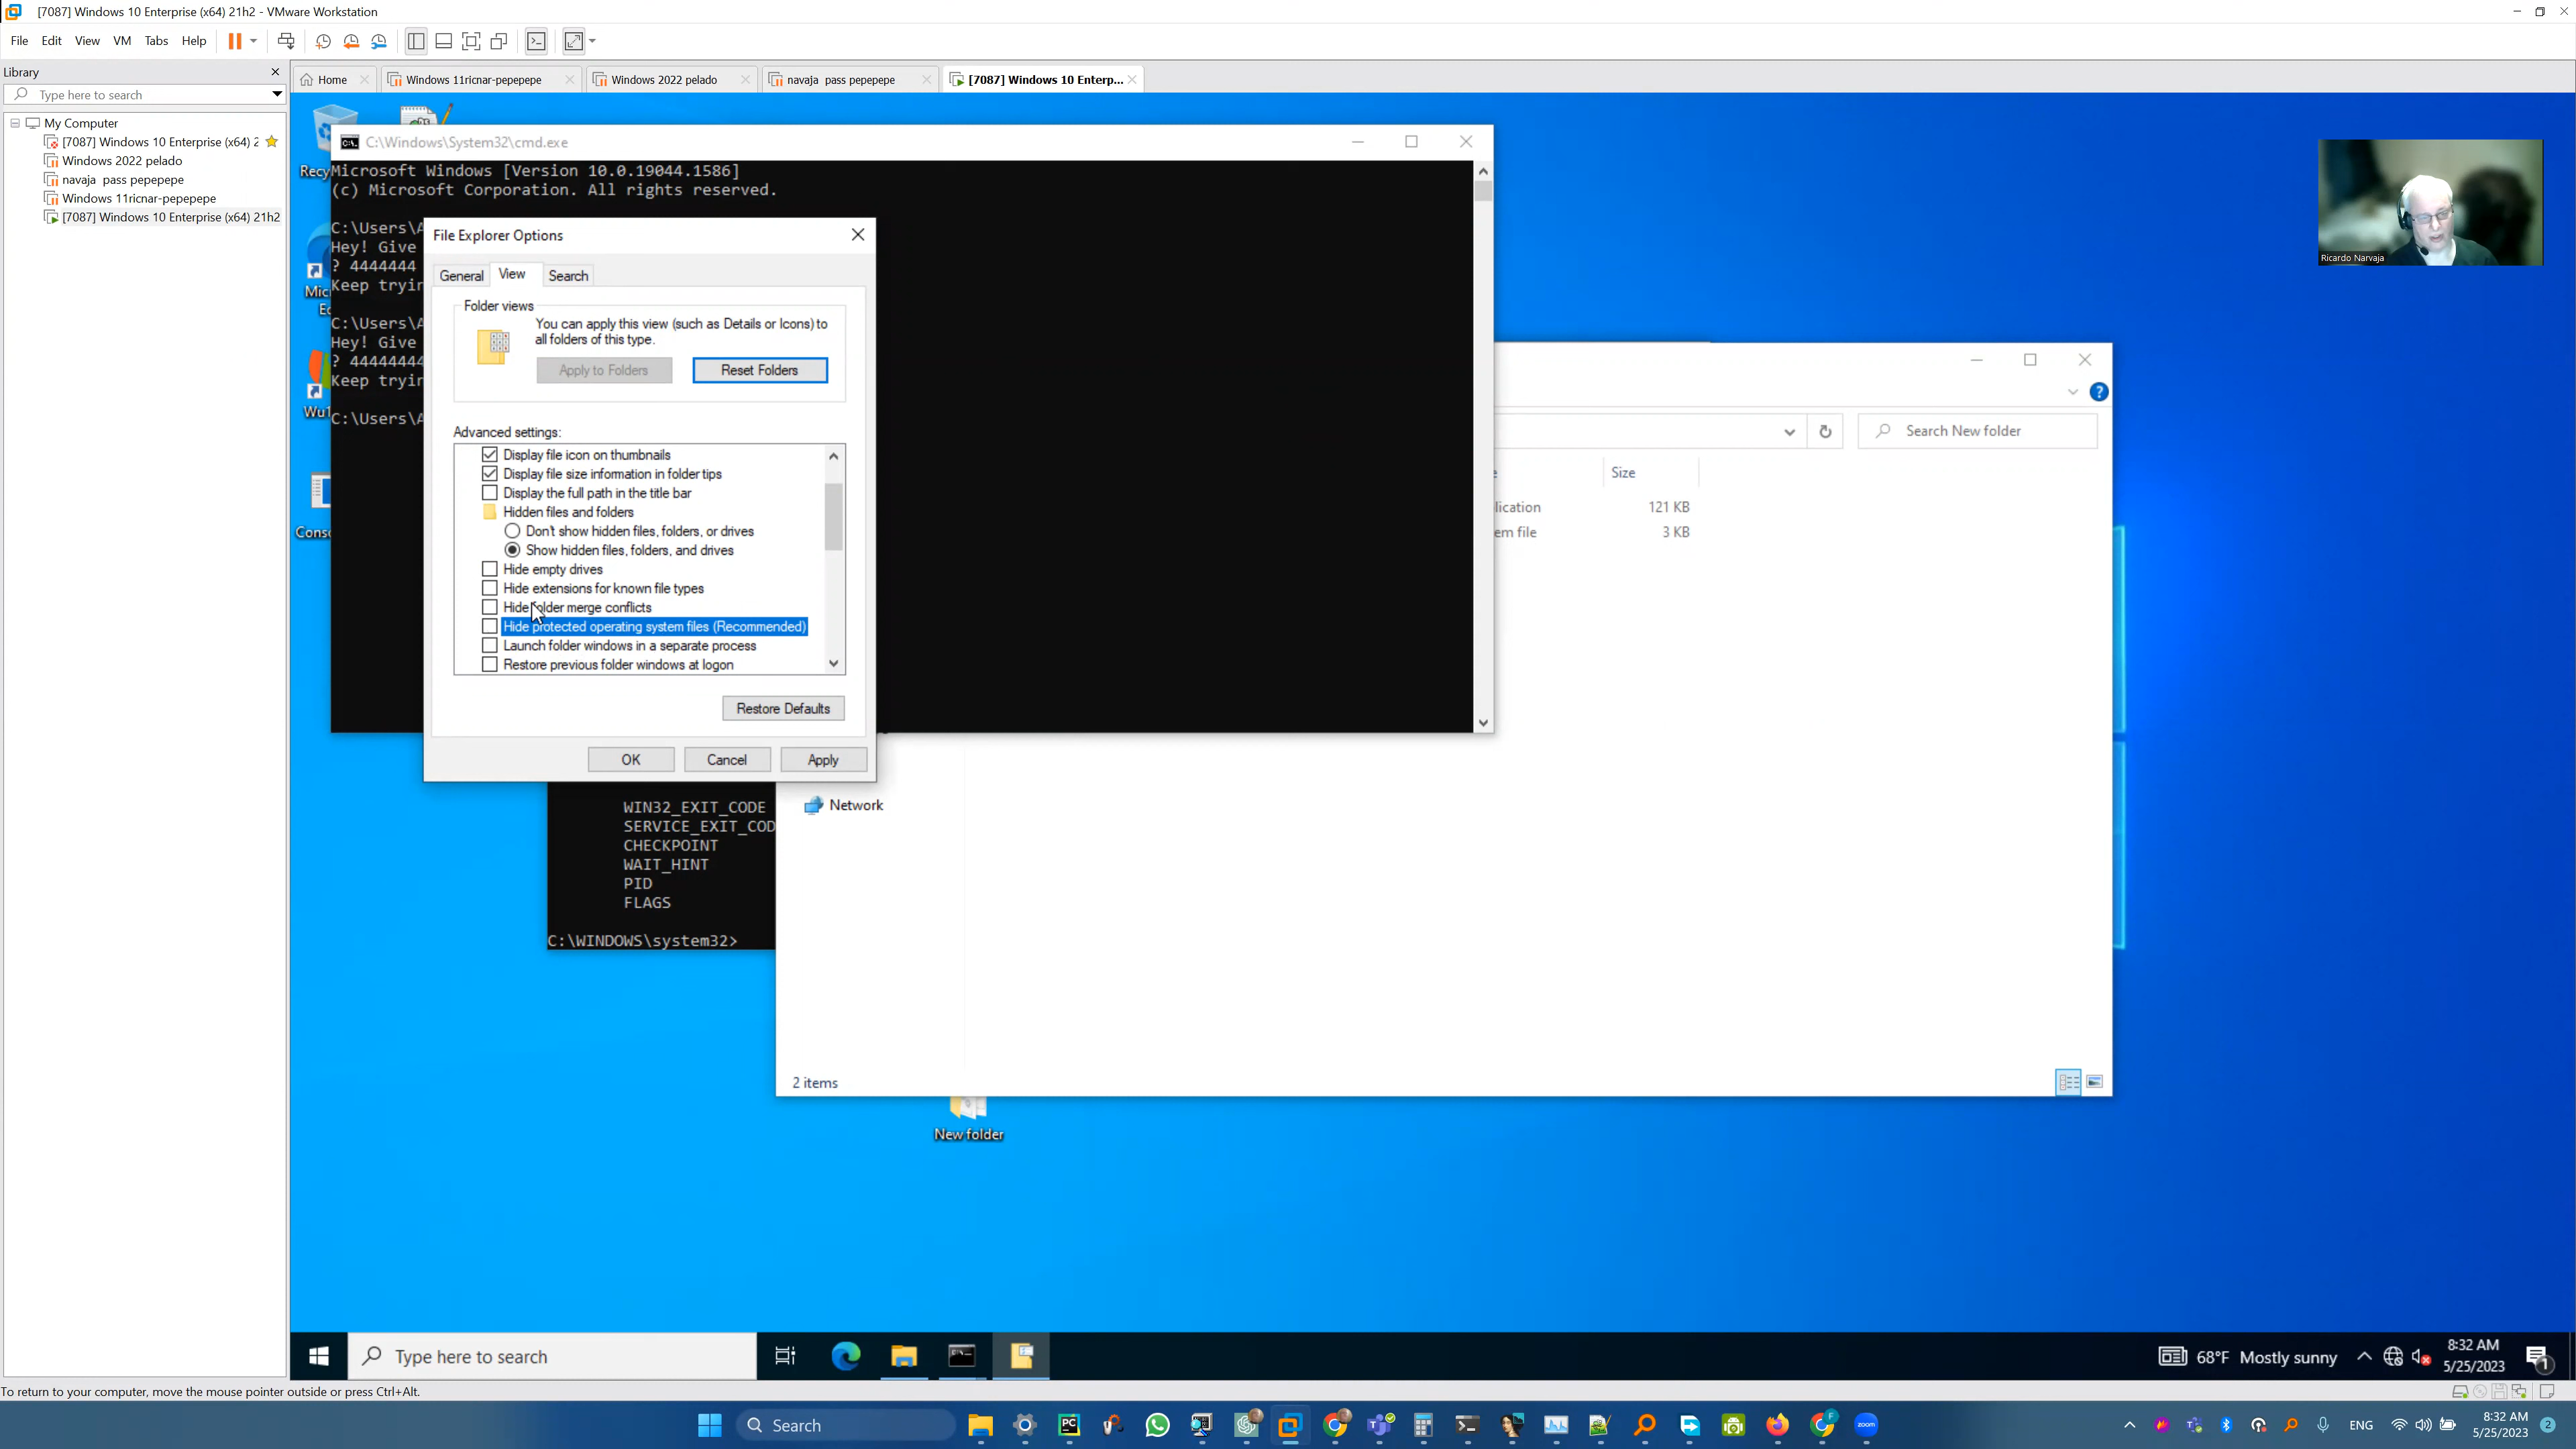 [7087] Windows 10 Enterprise (x64) 21h2 - VMware Workstation
File Edit View VM Tabs Help
Library
Type here to search
My Computer
[7087] Windows 10 Enterprise (x64) 2
Windows 2022 pelado
navaja pass pepepepe
Windows 11ricnar-pepepepe
[7087] Windows 10 Enterprise (x64) 21h2
Home
Windows 11ricnar-pepepepe
Windows 2022 pelado
navaja pass pepepepe
[7087] Windows 10 Enterp...
C:\Windows\System32\cmd.exe
Microsoft Windows [Version 10.0.19044.1586]
(c) Microsoft Corporation. All rights reserved.
C:\Users\A
Hey! Give
? 4444444
Keep tryin
C:\Users\A
Hey! Give
? 44444444
Keep tryin
C:\Users\A
Recy
Mic
Ed
Wu1
Conso
File Explorer Options
General View Search
Folder views
You can apply this view (such as Details or Icons) to
all folders of this type.
Apply to Folders Reset Folders
Advanced settings:
Display file icon on thumbnails
Display file size information in folder tips
Display the full path in the title bar
Hidden files and folders
Don't show hidden files, folders, or drives
Show hidden files, folders, and drives
Hide empty drives
Hide extensions for known file types
Hide folder merge conflicts
Hide protected operating system files (Recommended)
Launch folder windows in a separate process
Restore previous folder windows at logon
Restore Defaults
OK Cancel Apply
Ricardo Narvaja
Search New folder
e Size
lication 121 KB
em file 3 KB
Network
2 items
WIN32_EXIT_CODE
SERVICE_EXIT_COD
CHECKPOINT
WAIT_HINT
PID
FLAGS
C:\WINDOWS\system32>
New folder
Type here to search
68°F Mostly sunny
8:32 AM
5/25/2023
1
To return to your computer, move the mouse pointer outside or press Ctrl+Alt.
Search
PC
ENG
8:32 AM
5/25/2023
2
zoom